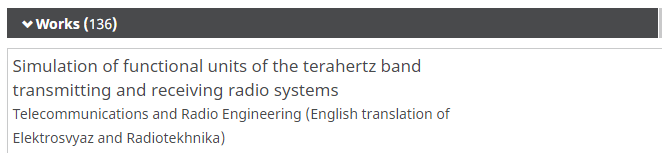 Works (136)
Simulation of functional units of the terahertz band
transmitting and receiving radio systems
Telecommunications and Radio Engineering (English translation of
Elektrosvyaz and Radiotekhnika)